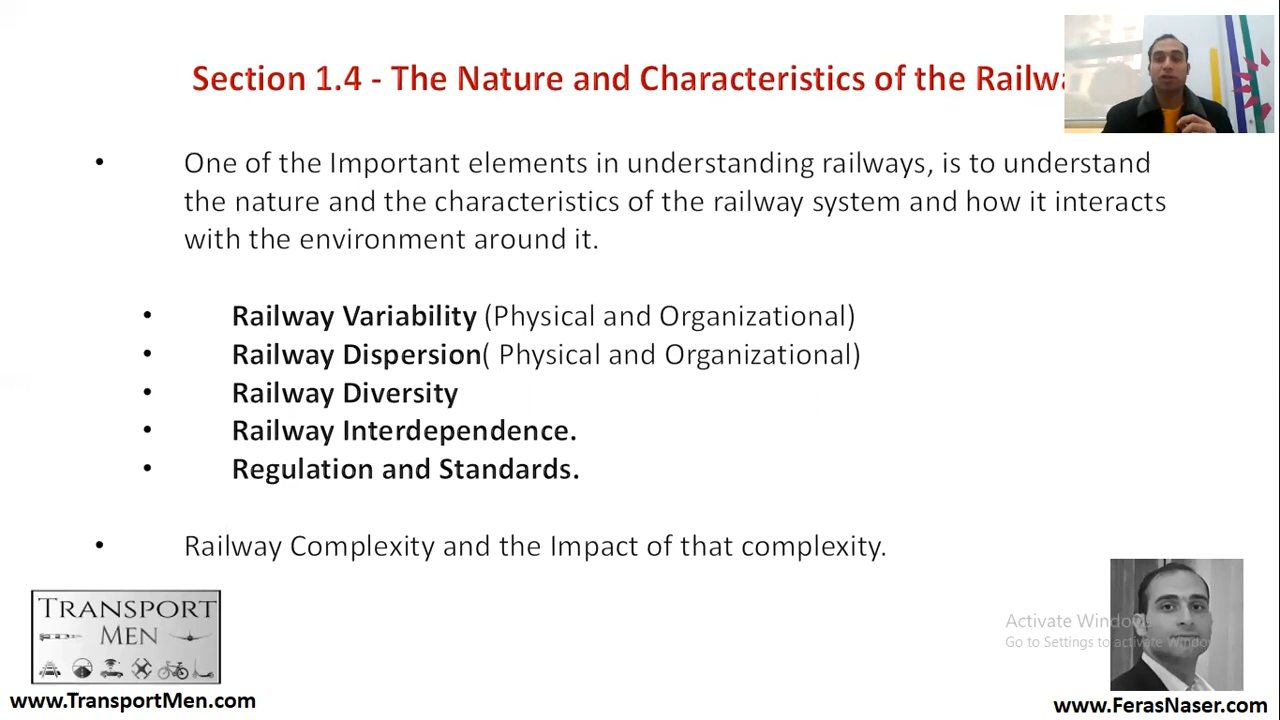 Section 1.4 - The Nature and Characteristics of the
• One of the Important elements in understanding railways, is to understand
the nature and the characteristics of the railway system and how it interacts
with the environment around it.
• Railway Variability (Physical and Organizational)
• Railway Dispersion( Physical and Organizational)
• Railway Diversity
• Railway Interdependence.
• Regulation and Standards.
• Railway Complexity and the Impact of that complexity.
TRANSPORT
MEN
www.TransportMen.com
Activate
Go to Settings to activate
www.FerasNaser.com